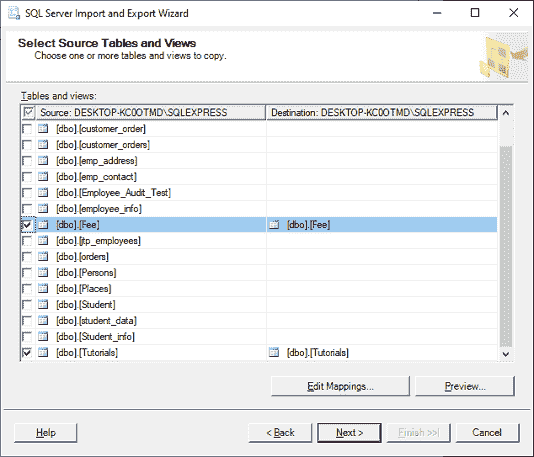 SQL Server Import and Export Wizard
Select Source Tables and Views
Choose one or more tables and views to copy.
Tables and views:
Source: DESKTOP-KC0OTMD\SQLEXPRESS Destination: DESKTOP-KC0OTMD\SQLEXPRESS
[dbo].[customer_order]
[dbo].[customer_orders]
[dbo].[emp_address]
[dbo].[emp_contact]
[dbo].[Employee_Audit_Test]
[dbo].[employee_info]
[dbo].[Fee] [dbo].[Fee]
[dbo].[jtp_employees]
[dbo].[orders]
[dbo].[Persons]
[dbo].[Places]
[dbo].[Student]
[dbo].[student_data]
[dbo].[Student_info]
[dbo].[Tutorials] [dbo].[Tutorials]
Edit Mappings... Preview...
Help < Back Next > Finish >>| Cancel